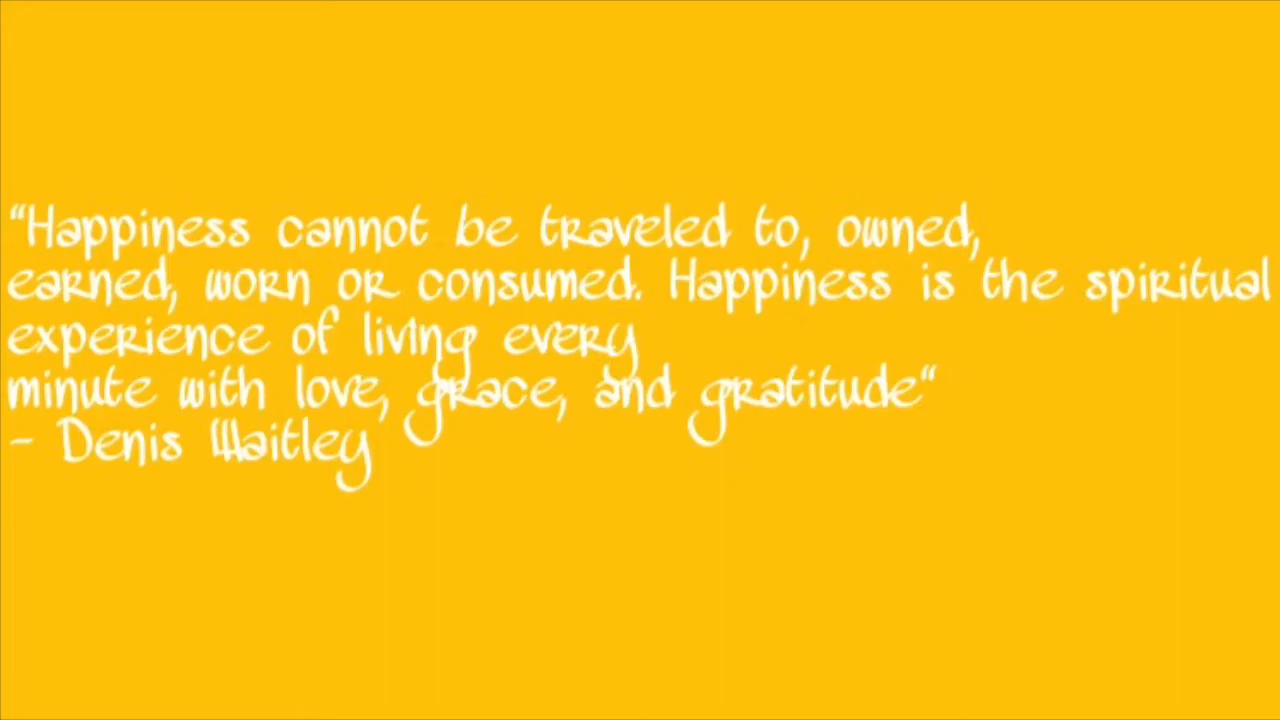 “Happiness cannot be traveled to, owned,
earned, worn or consumed. Happiness is the spiritual
experience of living every
minute with love, grace, and gratitude“
- Denis Waitley